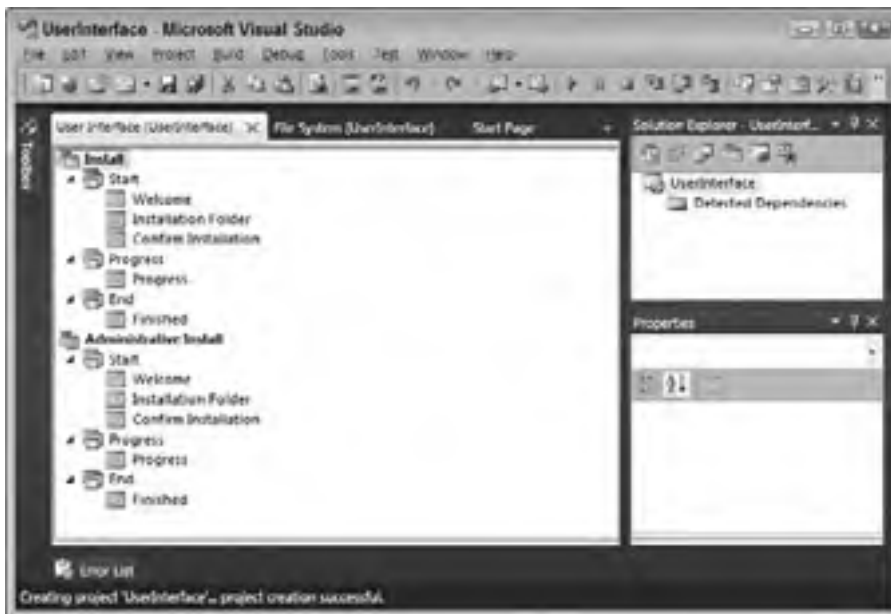 UserInterface - Microsoft Visual Studio
File Edit View Project Build Debug Tools Test Window Help
Toolbox
User Interface (UserInterface)
File System (UserInterface)
Start Page
Install
Start
Welcome
Installation Folder
Confirm Installation
Progress
Progress
End
Finished
Administrative Install
Start
Welcome
Installation Folder
Confirm Installation
Progress
Progress
End
Finished
Solution Explorer - UserInterf...
UserInterface
Detected Dependencies
Properties
Error List
Creating project 'UserInterface'... project creation successful.